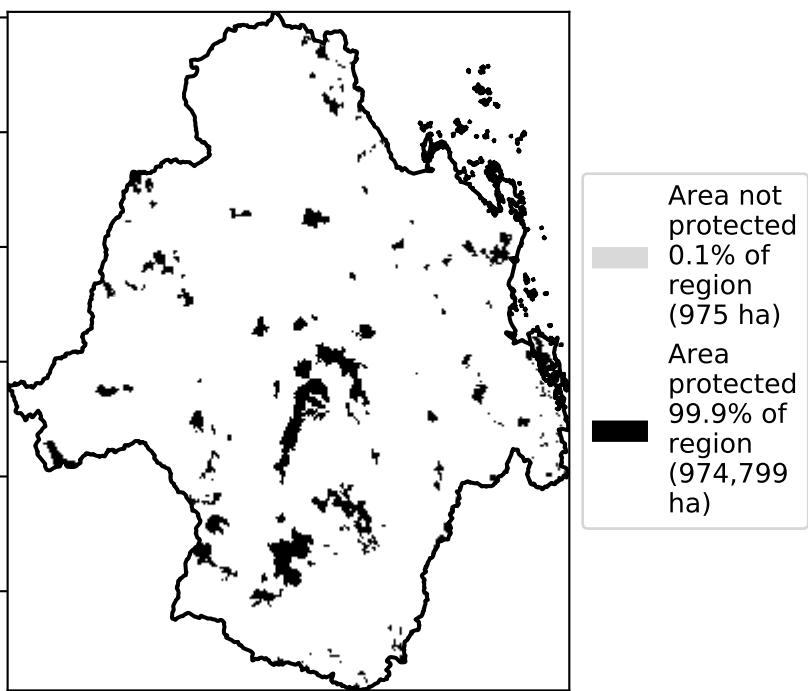 Area not
protected
0.1% of
region
(975 ha)
Area
protected
99.9% of
region
(974,799
ha)